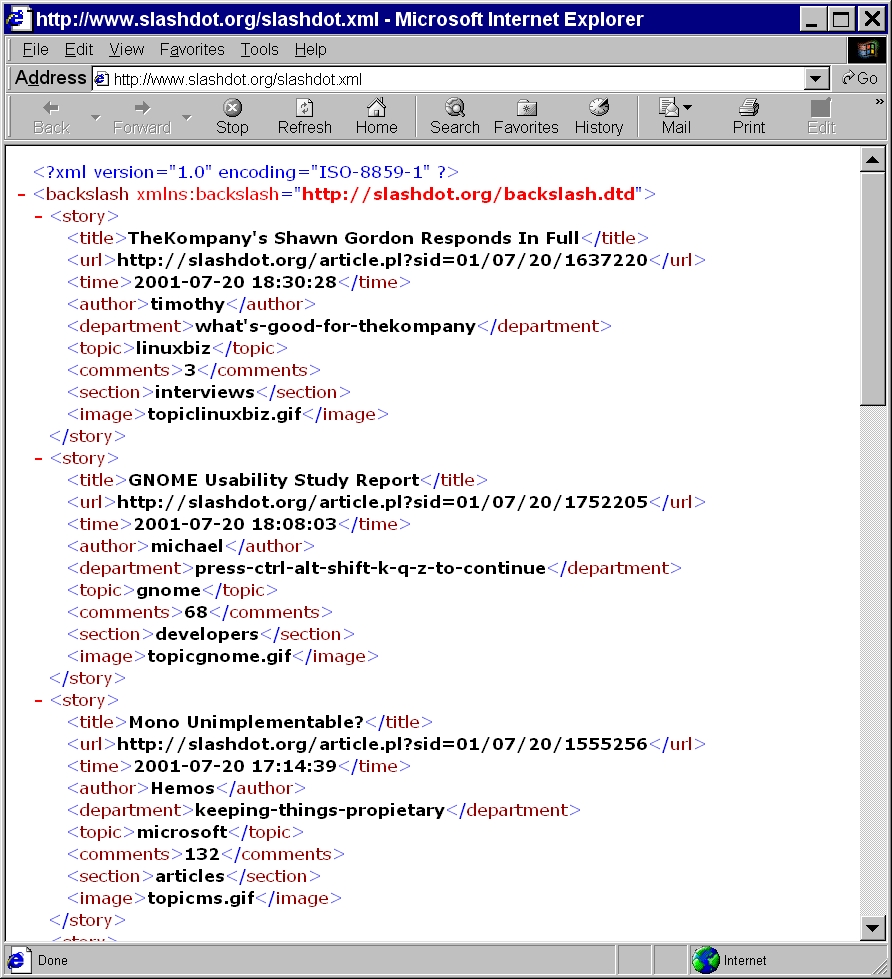 http://www.slashdot.org/slashdot.xml - Microsoft Internet Explorer
File Edit View Favorites Tools Help
Address http://www.slashdot.org/slashdot.xml Go
Back Forward Stop Refresh Home Search Favorites History Mail Print Edit »
<?xml version="1.0" encoding="ISO-8859-1" ?>
- <backslash xmlns:backslash="http://slashdot.org/backslash.dtd">
- <story>
<title>TheKompany's Shawn Gordon Responds In Full</title>
<url>http://slashdot.org/article.pl?sid=01/07/20/1637220</url>
<time>2001-07-20 18:30:28</time>
<author>timothy</author>
<department>what's-good-for-thekompany</department>
<topic>linuxbiz</topic>
<comments>3</comments>
<section>interviews</section>
<image>topiclinuxbiz.gif</image>
</story>
- <story>
<title>GNOME Usability Study Report</title>
<url>http://slashdot.org/article.pl?sid=01/07/20/1752205</url>
<time>2001-07-20 18:08:03</time>
<author>michael</author>
<department>press-ctrl-alt-shift-k-q-z-to-continue</department>
<topic>gnome</topic>
<comments>68</comments>
<section>developers</section>
<image>topicgnome.gif</image>
</story>
- <story>
<title>Mono Unimplementable?</title>
<url>http://slashdot.org/article.pl?sid=01/07/20/1555256</url>
<time>2001-07-20 17:14:39</time>
<author>Hemos</author>
<department>keeping-things-propietary</department>
<topic>microsoft</topic>
<comments>132</comments>
<section>articles</section>
<image>topicms.gif</image>
</story>
Done Internet